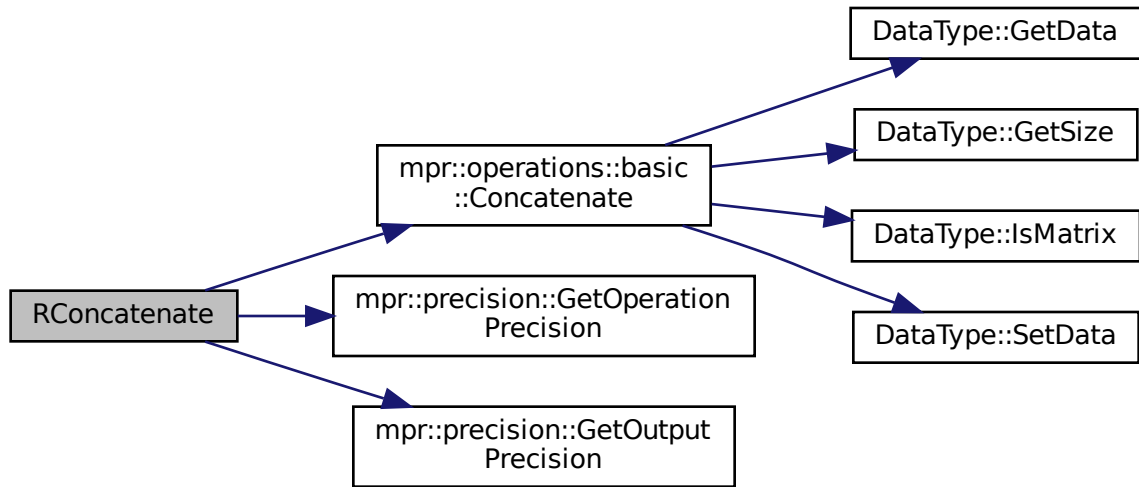 RConcatenate
mpr::operations::basic
::Concatenate
mpr::precision::GetOperation
Precision
mpr::precision::GetOutput
Precision
DataType::GetData
DataType::GetSize
DataType::IsMatrix
DataType::SetData